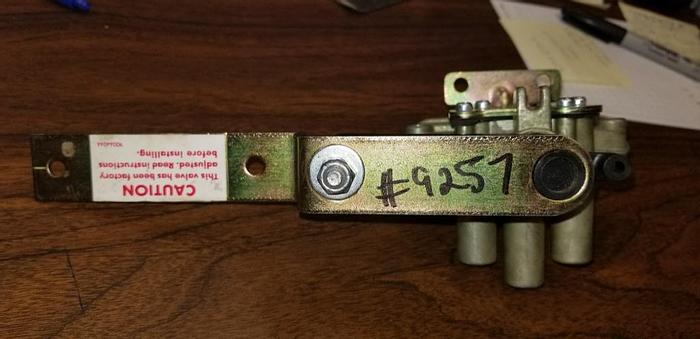 CAUTION
This valve has been factory
adjusted. Read instructions
before installing.
#9257